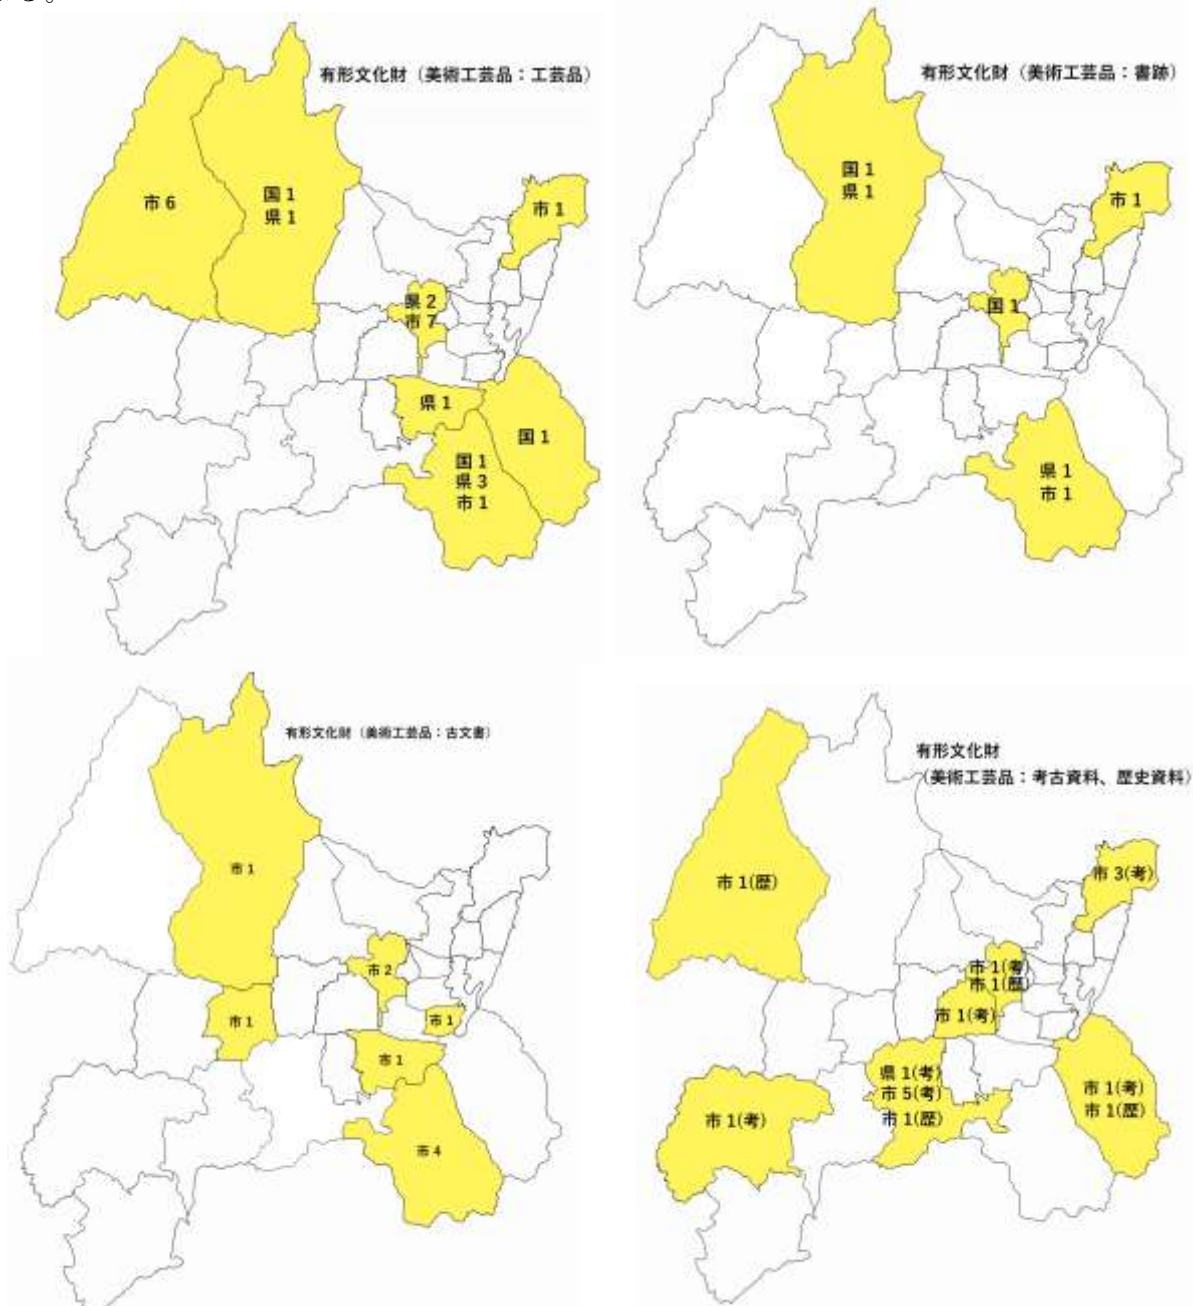 有形文化財（美術工芸品：工芸品）
市 6
国 1
県 1
市 1
県 2
市 7
県 1
国 1
国 1
県 3
市 1
有形文化財（美術工芸品：書跡）
国 1
県 1
市 1
国 1
県 1
市 1
有形文化財（美術工芸品：古文書）
市 1
市 2
市 1
市 1
市 1
市 4
有形文化財
（美術工芸品：考古資料、歴史資料）
市 1(歴)
市 3(考)
市 1(考)
市 1(歴)
市 1(考)
県 1(考)
市 5(考)
市 1(歴)
市 1(考)
市 1(考)
市 1(歴)